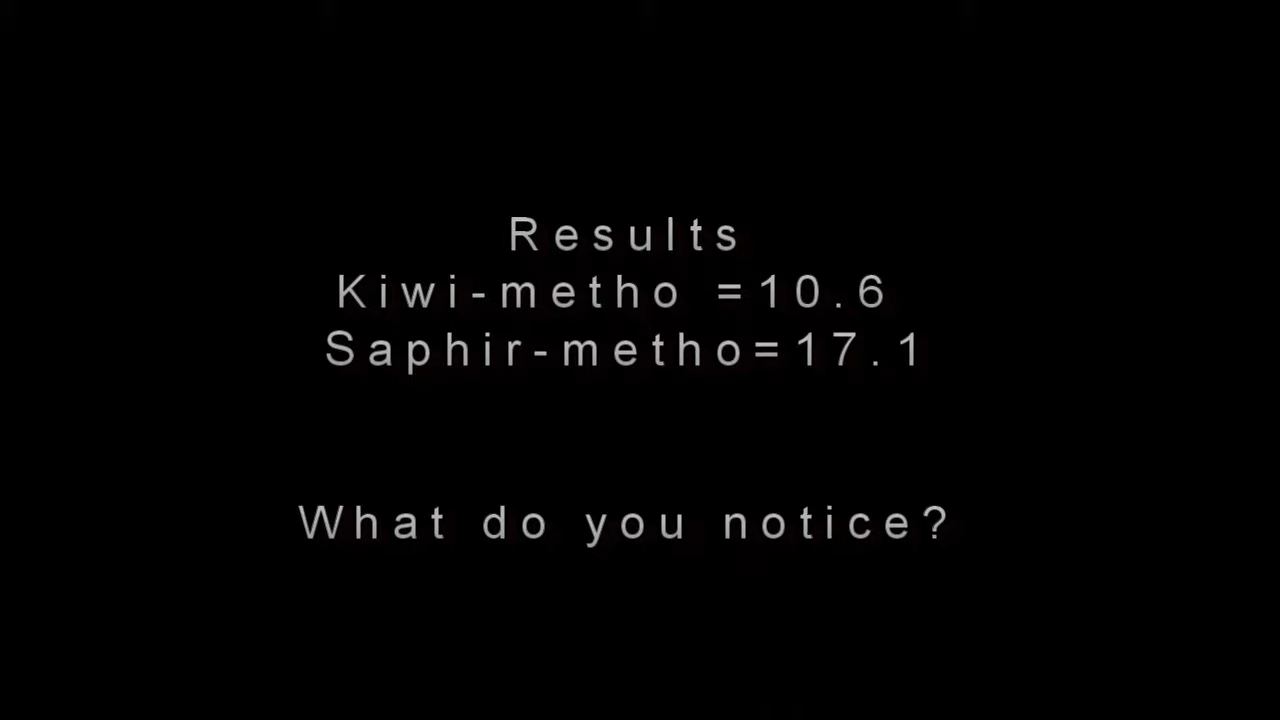 Results
Kiwi-metho =10.6
Saphir-metho=17.1
What do you notice?